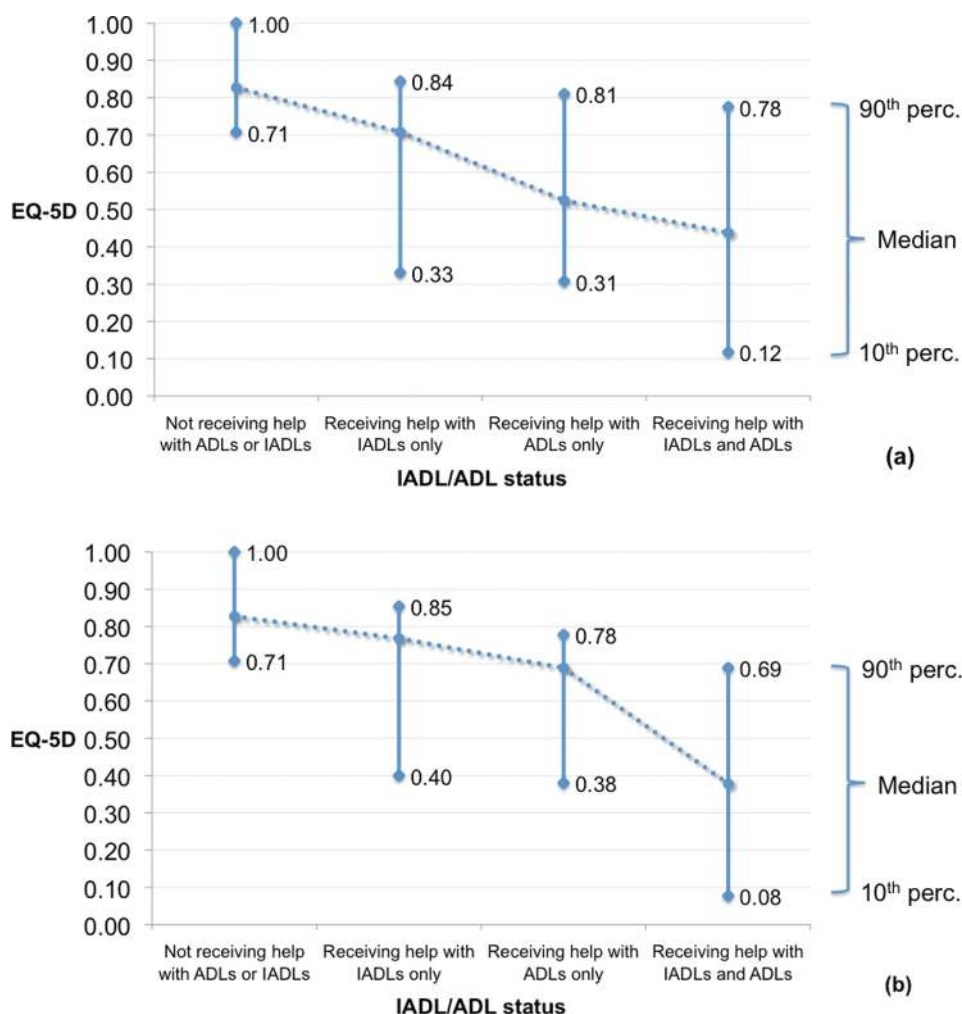 1.00
0.90
0.80
0.70
0.60
0.50
0.40
0.30
0.20
0.10
0.00
EQ-5D
1.00
0.71
0.84
0.33
0.81
0.31
0.78
0.12
90th perc.
Median
10th perc.
Not receiving help
with ADLs or IADLs
Receiving help with
IADLs only
Receiving help with
ADLs only
Receiving help with
IADLs and ADLs
IADL/ADL status
(a)
1.00
0.90
0.80
0.70
0.60
0.50
0.40
0.30
0.20
0.10
0.00
EQ-5D
1.00
0.71
0.85
0.40
0.78
0.38
0.69
0.08
90th perc.
Median
10th perc.
Not receiving help
with ADLs or IADLs
Receiving help with
IADLs only
Receiving help with
ADLs only
Receiving help with
IADLs and ADLs
IADL/ADL status
(b)